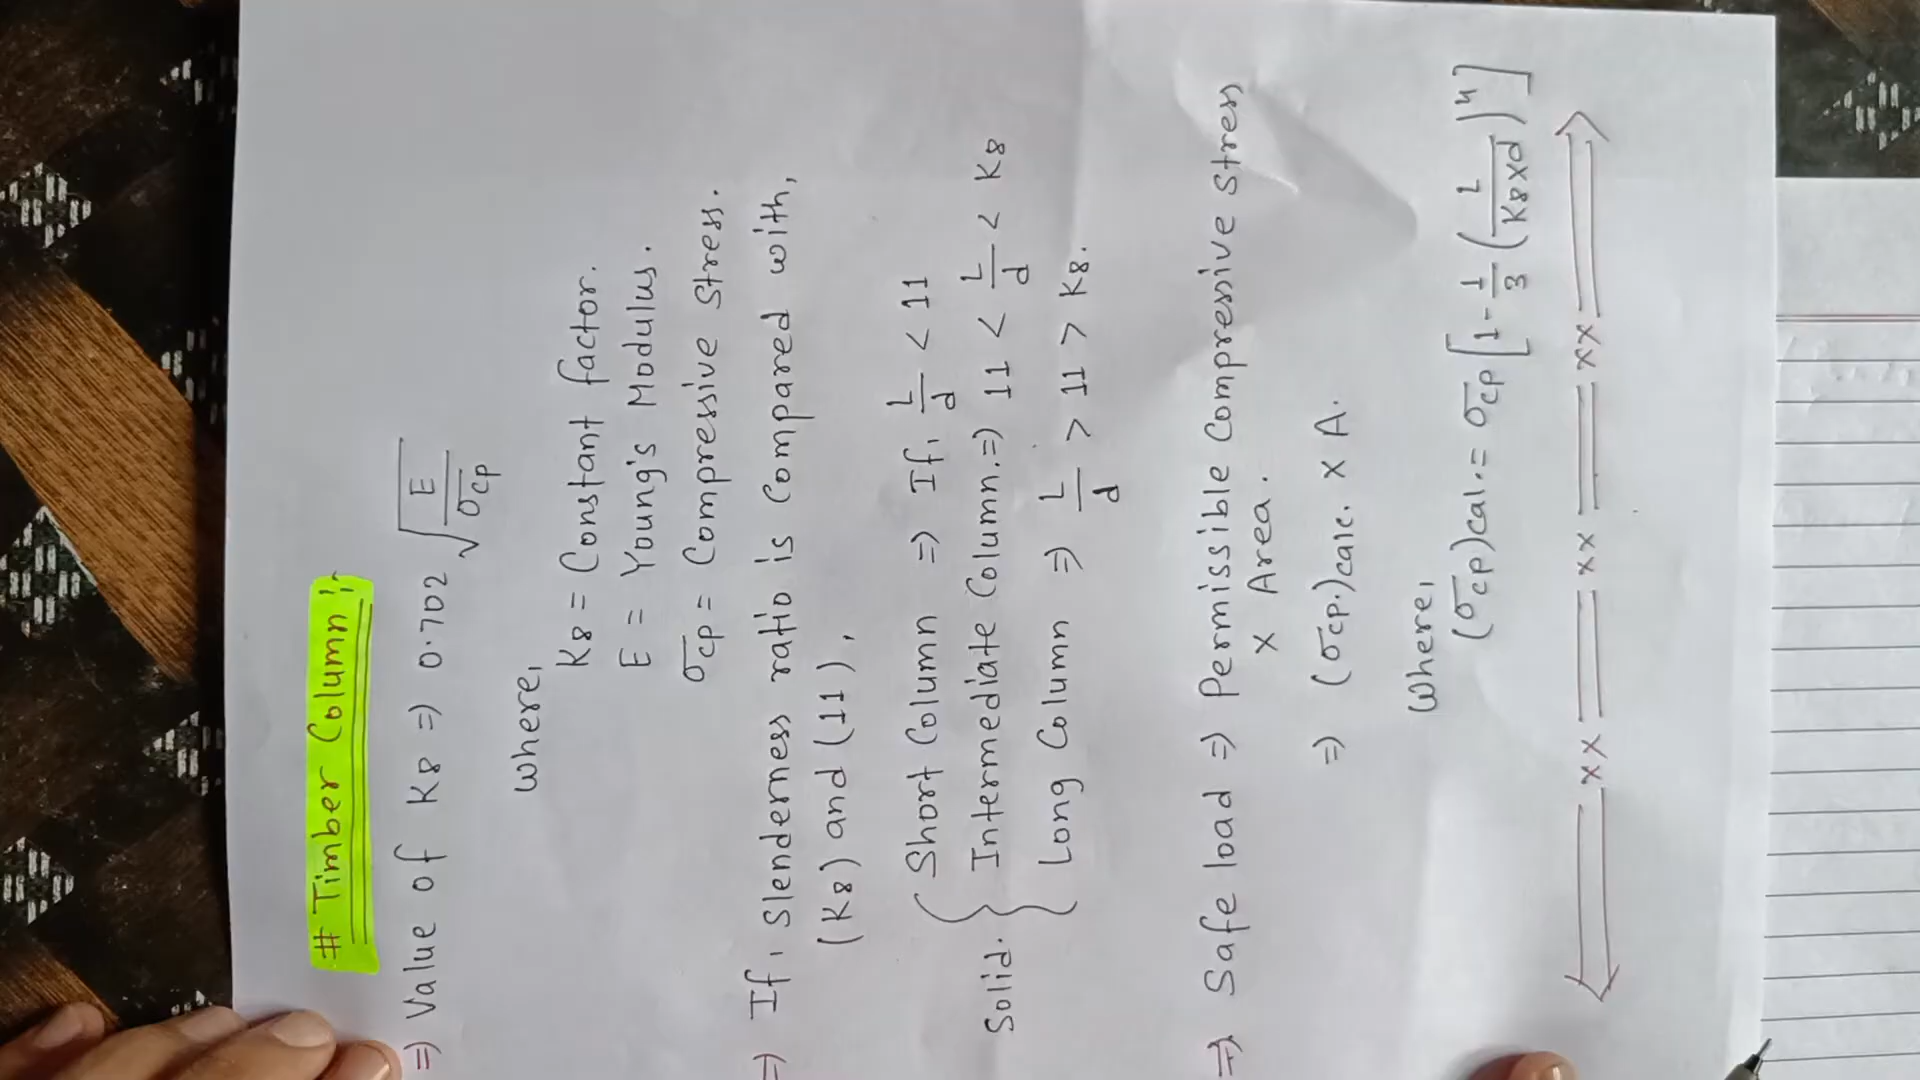 # Timber Column :-
⇒ Value of K8 ⇒ 0.702 √(E/σcp)
Where,
K8 = Constant factor.
E = Young's Modulus.
σcp = Compressive Stress.
⇒ If, Slenderness ratio is Compared with,
(K8) and (11),
Short Column ⇒ If, L/d < 11
Solid. { Intermediate Column. ⇒ 11 < L/d < K8
Long Column ⇒ L/d > 11 > K8.
⇒ Safe load ⇒ Permissible Compressive Stress
x Area.
⇒ (σcp.)calc. x A.
Where,
(σcp)cal. = σcp [1 - 1/3 (L/K8xd)^4]
xx xx xx